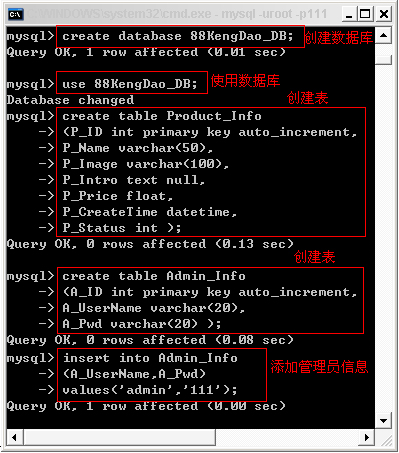 C:\WINDOWS\system32\cmd.exe - mysql -uroot -p111
mysql> create database 88KengDao_DB; 创建数据库
Query OK, 1 row affected (0.01 sec)
mysql> use 88KengDao_DB; 使用数据库
Database changed
创建表
mysql> create table Product_Info
-> (P_ID int primary key auto_increment,
-> P_Name varchar(50),
-> P_Image varchar(100),
-> P_Intro text null,
-> P_Price float,
-> P_CreateTime datetime,
-> P_Status int );
Query OK, 0 rows affected (0.13 sec)
创建表
mysql> create table Admin_Info
-> (A_ID int primary key auto_increment,
-> A_UserName varchar(20),
-> A_Pwd varchar(20) );
Query OK, 0 rows affected (0.08 sec)
mysql> insert into Admin_Info
-> (A_UserName,A_Pwd) 添加管理员信息
-> values('admin','111');
Query OK, 1 row affected (0.00 sec)